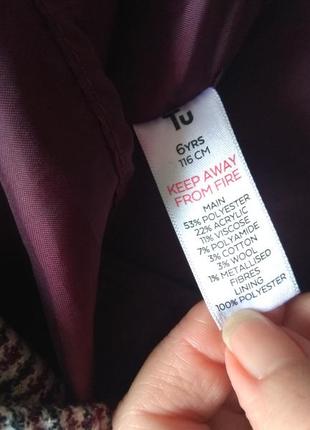 Tu
6YRS
116 CM
KEEP AWAY
FROM FIRE
MAIN
53% POLYESTER
22% ACRYLIC
11% VISCOSE
7% POLYAMIDE
3% COTTON
3% WOOL
1% METALLISED
FIBRES
LINING
100% POLYESTER